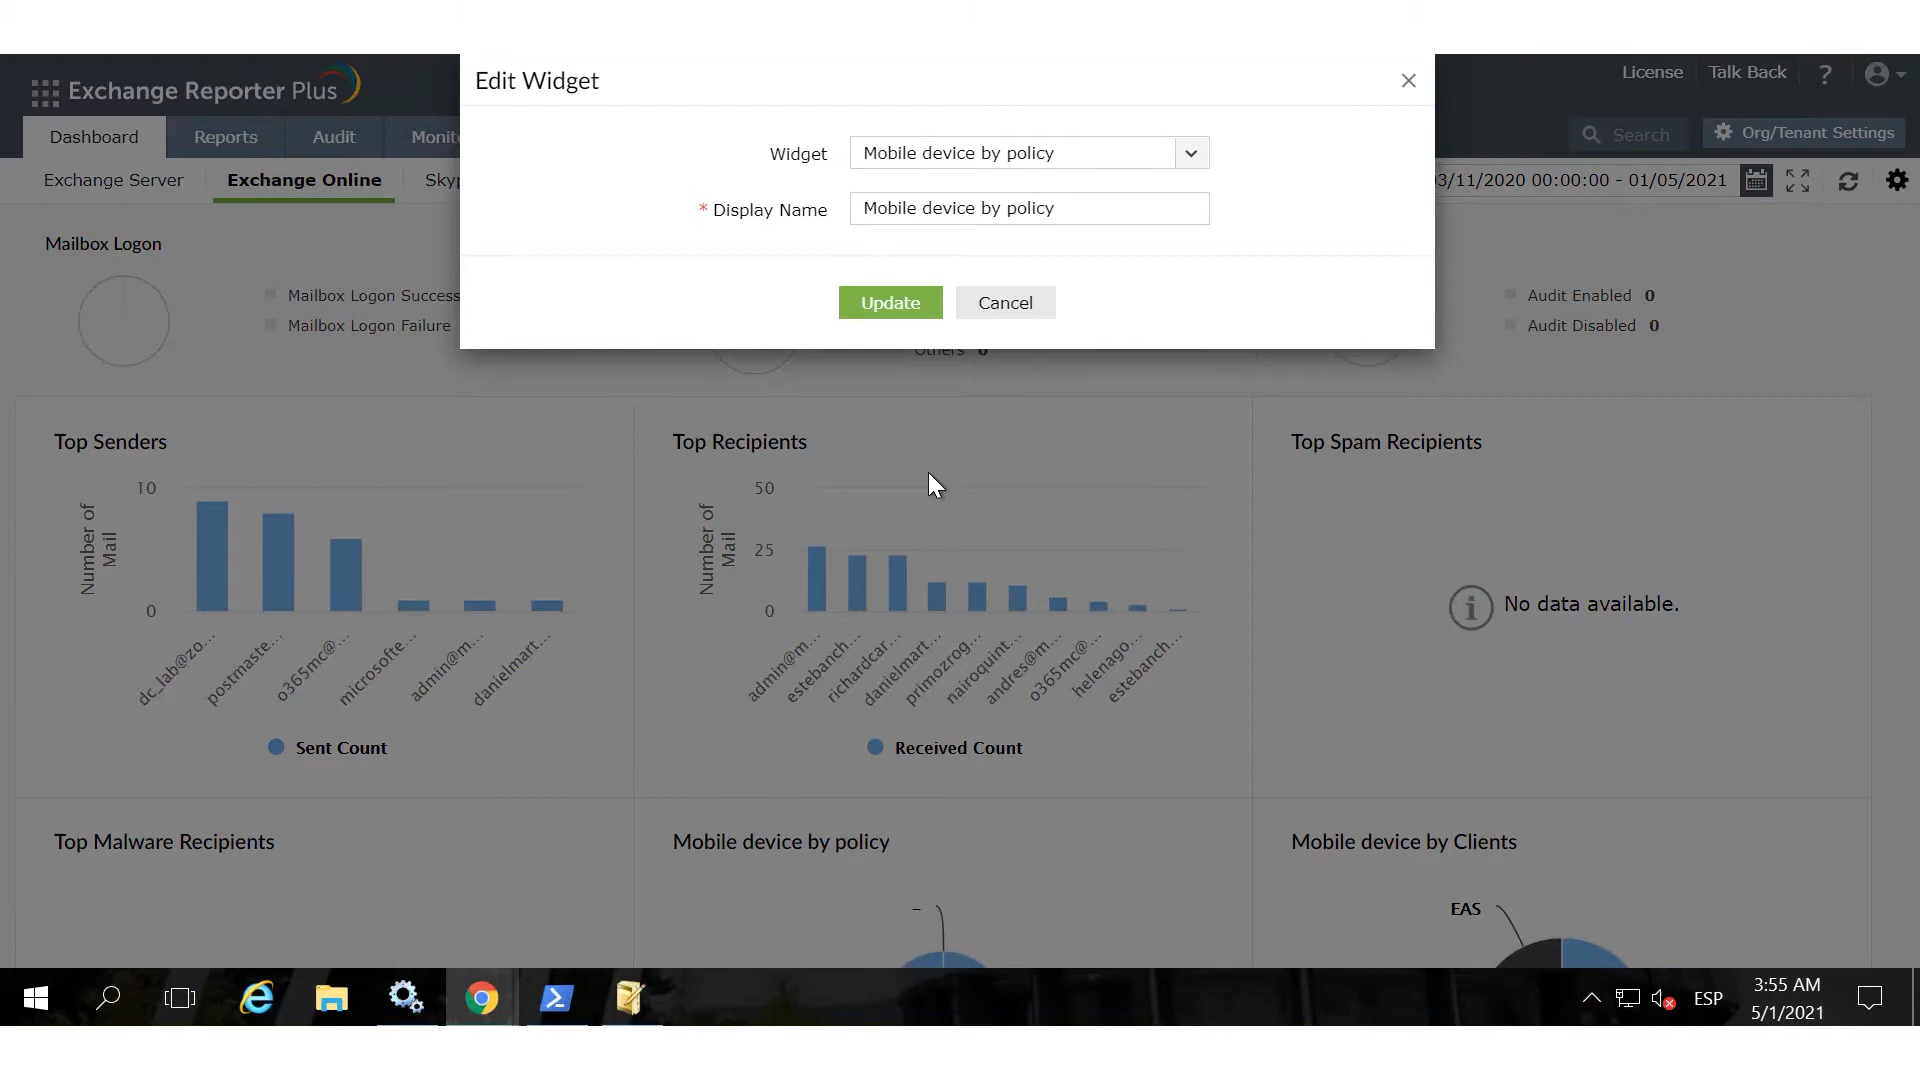 Edit Widget
License Talk Back ?
Exchange Reporter Plus
Dashboard Reports Audit
Search Org/Tenant Settings
Widget Mobile device by policy
Exchange Server Exchange Online
3/11/2020 00:00:00 - 01/05/2021
* Display Name Mobile device by policy
Mailbox Logon
Mailbox Logon Success
Mailbox Logon Failure
Update Cancel
Audit Enabled 0
Audit Disabled 0
Others 0
Top Senders
Number of
Mail
10
0
dc_lab@zo...
postmaste...
o365mc@...
microsofte...
admin@m...
danielmart...
Sent Count
Top Recipients
Number of
Mail
50
25
0
admin@m...
estebanch...
richardcar...
danielmart...
primozrog...
nairoquint...
andres@m...
o365mc@...
helenago...
estebanch...
Received Count
Top Spam Recipients
No data available.
Top Malware Recipients
Mobile device by policy
-
Mobile device by Clients
EAS
ESP
3:55 AM
5/1/2021